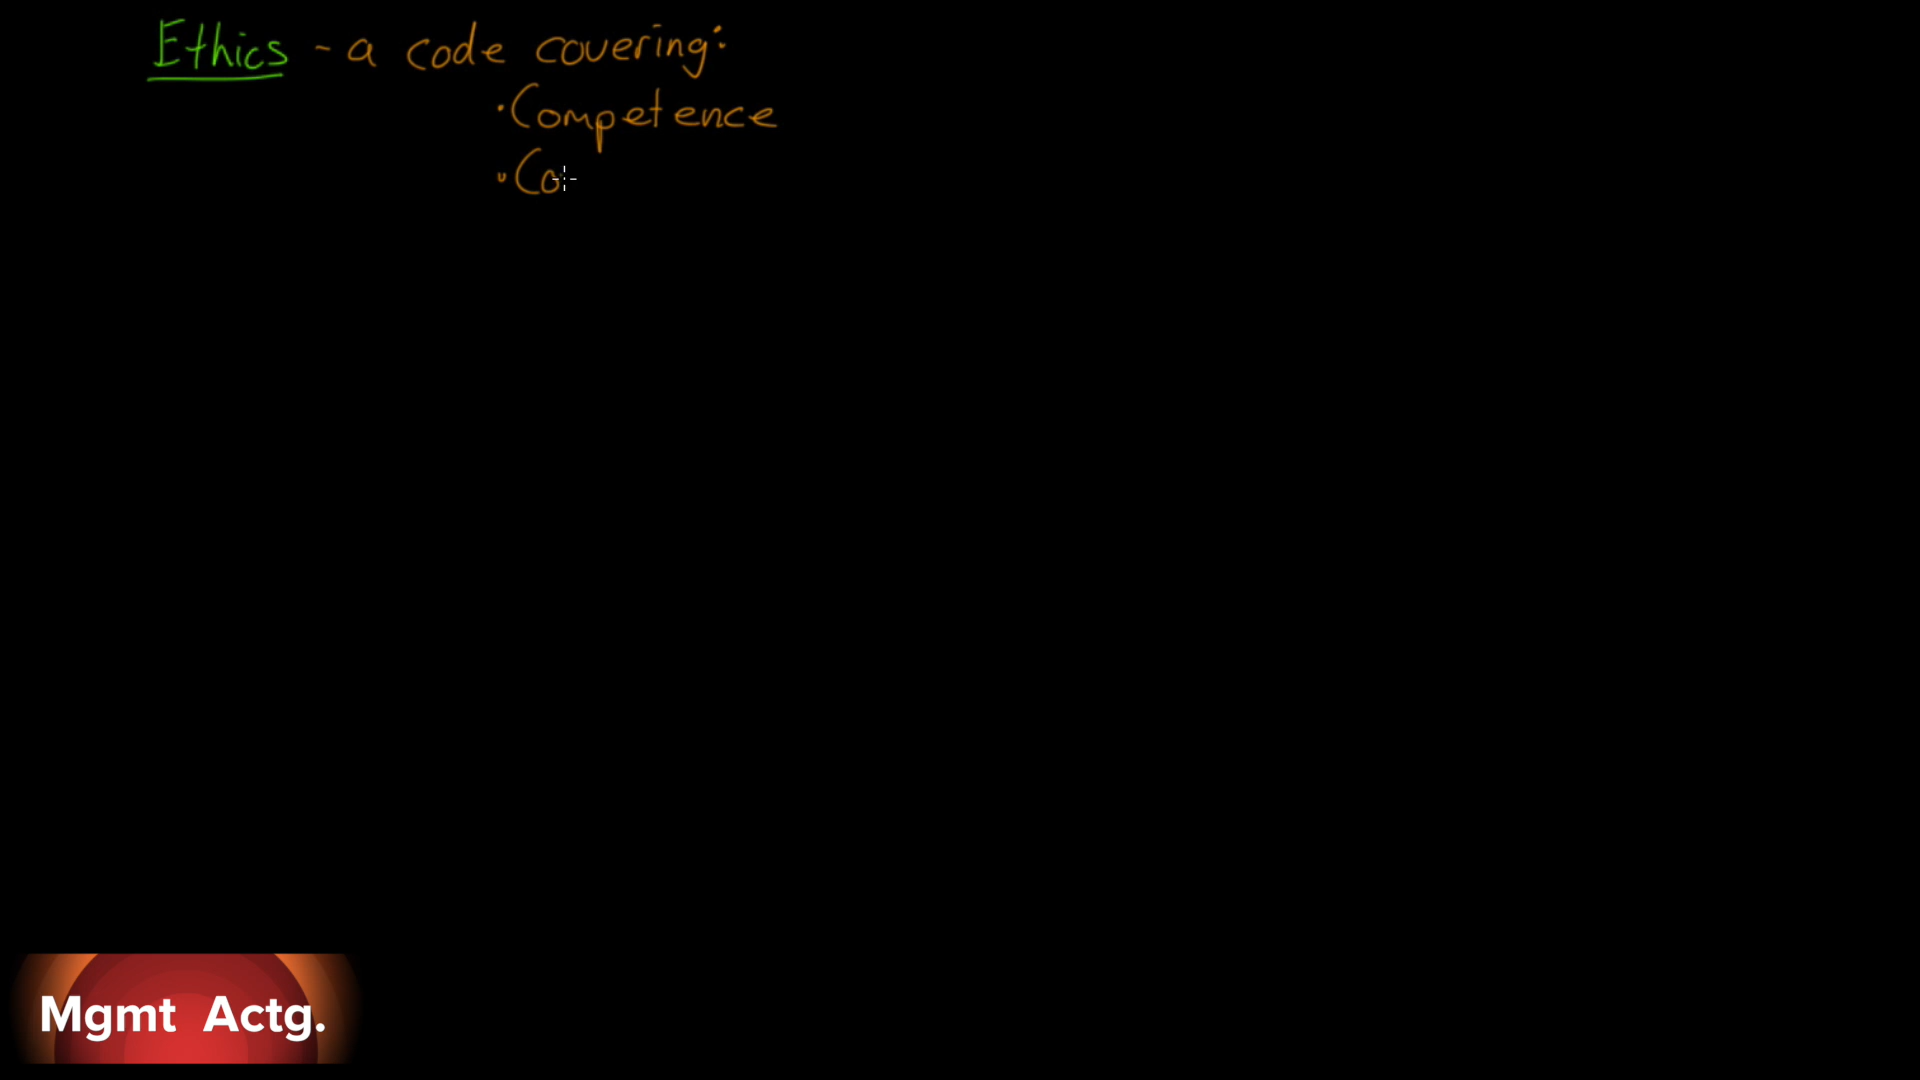 Ethics - a code covering:
• Competence
• Co
Mgmt Actg.